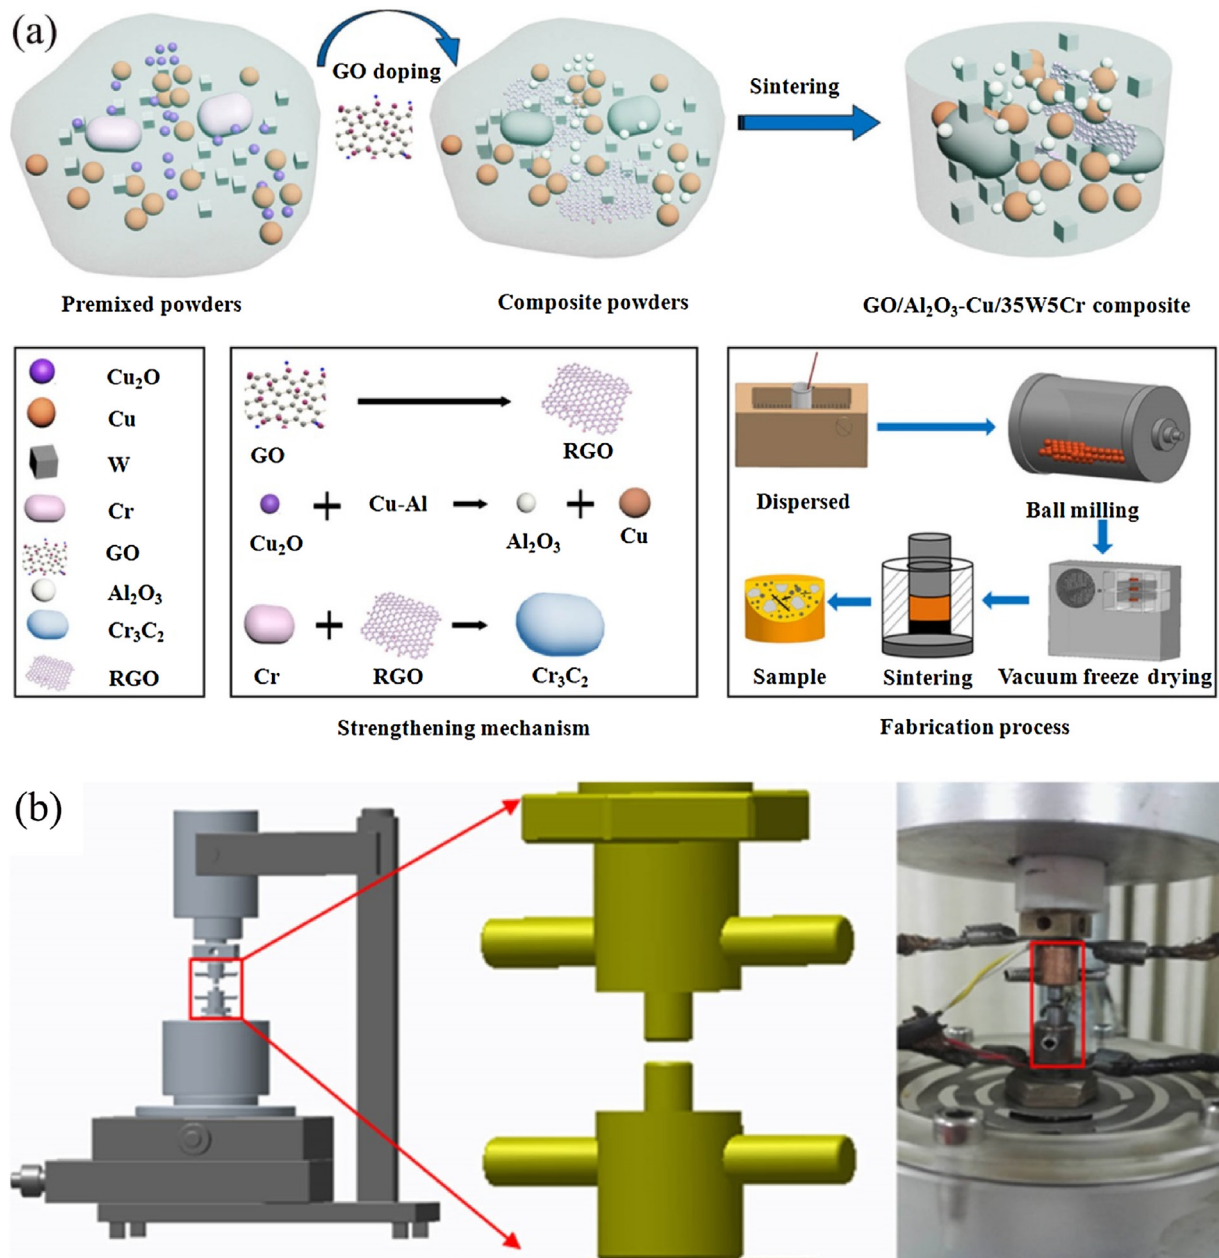 (a)
GO doping
Sintering
Premixed powders
Composite powders
GO/Al₂O₃-Cu/35W5Cr composite
Cu₂O
Cu
W
Cr
GO
Al₂O₃
Cr₃C₂
RGO
GO
RGO
Cu₂O
Cu-Al
Al₂O₃
Cu
Cr
RGO
Cr₃C₂
Strengthening mechanism
Dispersed
Ball milling
Sample
Sintering
Vacuum freeze drying
Fabrication process
(b)